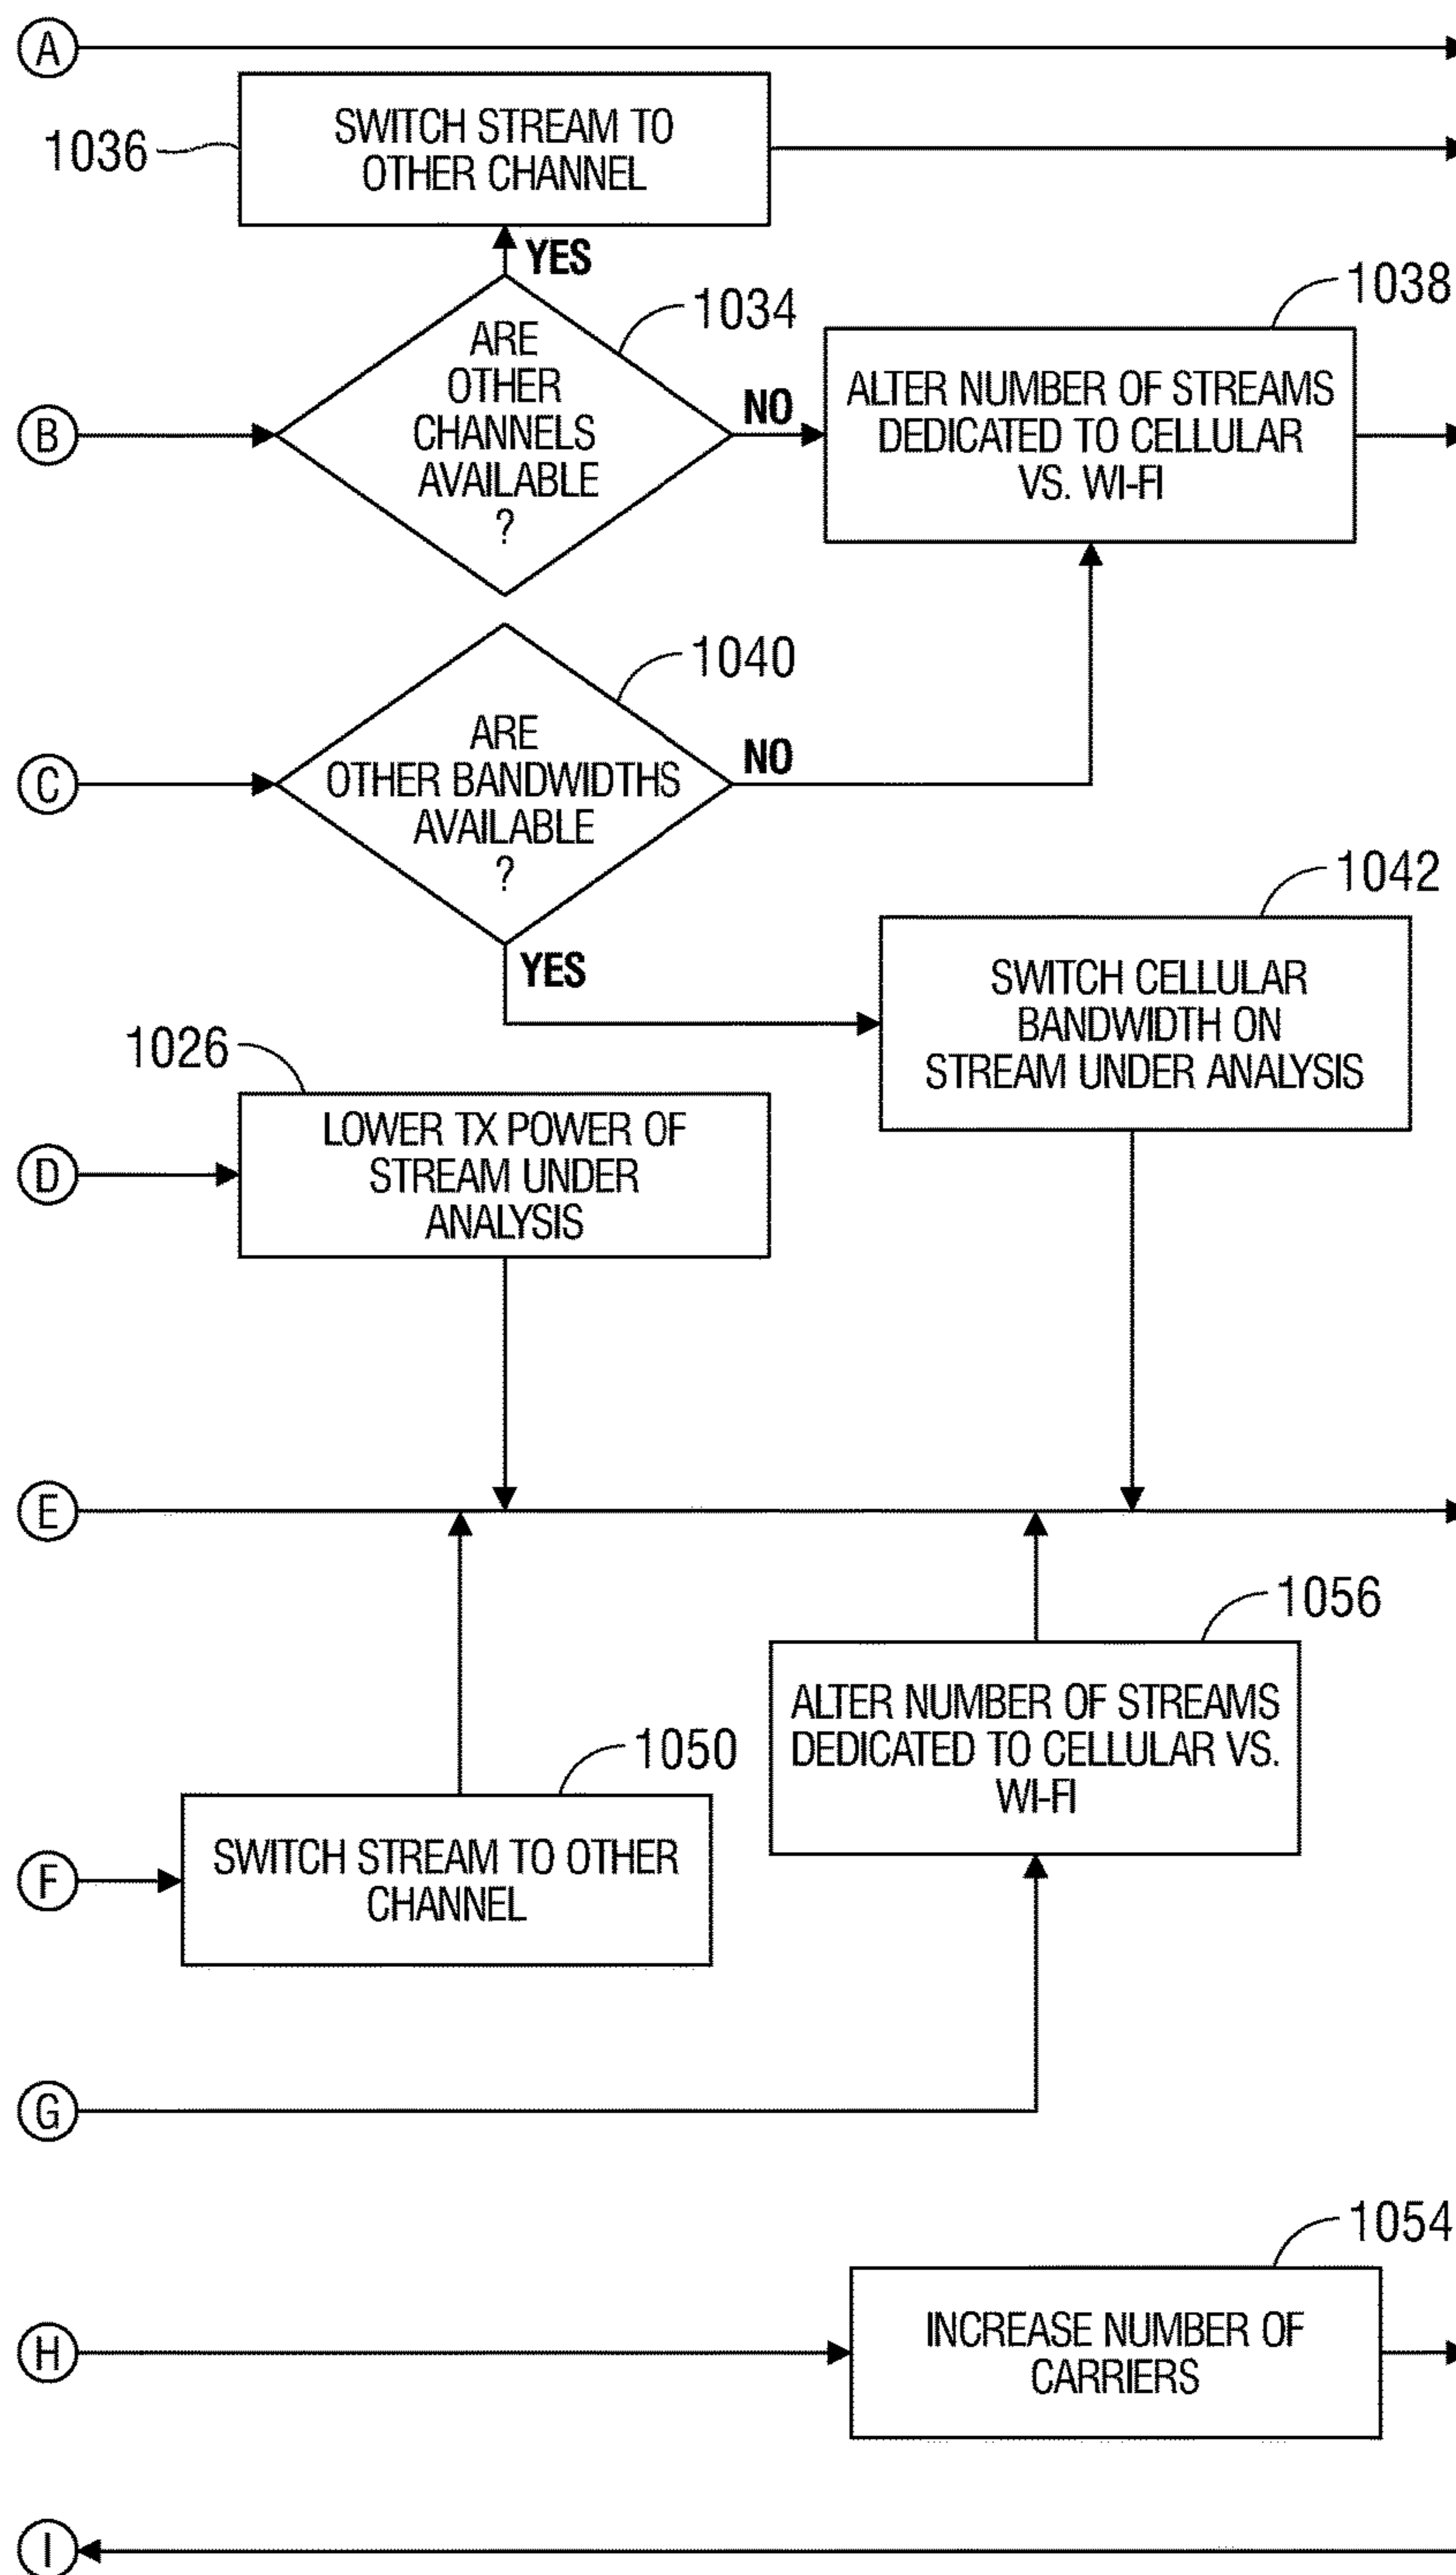 A
SWITCH STREAM TO
OTHER CHANNEL
1036
YES
1034
ARE
OTHER
CHANNELS
AVAILABLE
?
B
NO
1038
ALTER NUMBER OF STREAMS
DEDICATED TO CELLULAR
VS. WI-FI
1040
ARE
OTHER BANDWIDTHS
AVAILABLE
?
C
NO
YES
1042
SWITCH CELLULAR
BANDWIDTH ON
STREAM UNDER ANALYSIS
1026
LOWER TX POWER OF
STREAM UNDER
ANALYSIS
D
E
1056
ALTER NUMBER OF STREAMS
DEDICATED TO CELLULAR VS.
WI-FI
1050
SWITCH STREAM TO OTHER
CHANNEL
F
G
1054
H
INCREASE NUMBER OF
CARRIERS
I